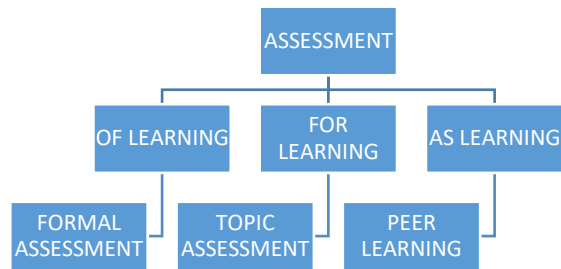 ASSESSMENT
OF LEARNING
FOR
LEARNING
AS LEARNING
FORMAL
ASSESSMENT
TOPIC
ASSESSMENT
PEER
LEARNING